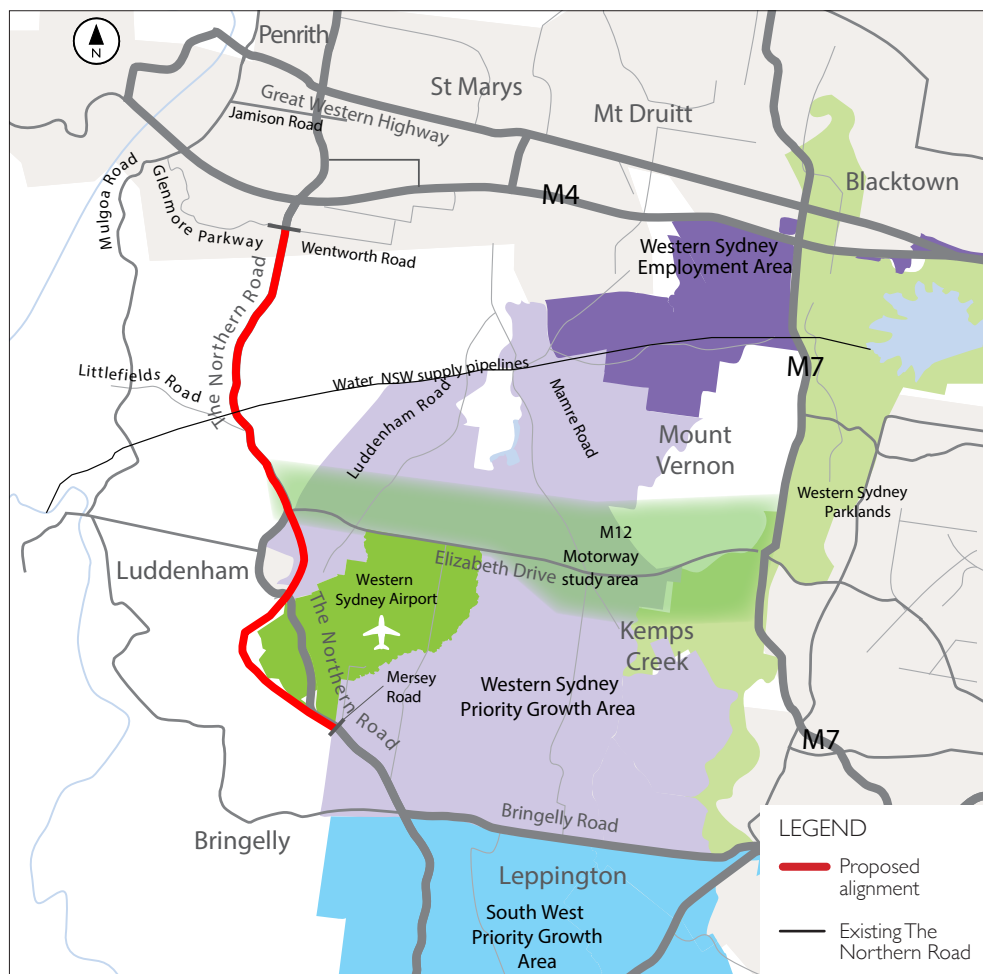 N
Penrith
St Marys
Great Western Highway
Jamison Road
Mt Druitt
Blacktown
Mulgoa Road
Glenmore Parkway
M4
Wentworth Road
Western Sydney
Employment Area
The Northern Road
Littlefields Road
Water NSW supply pipelines
M7
Luddenham Road
Mamre Road
Mount
Vernon
Western Sydney
Parklands
M12
Motorway
study area
Elizabeth Drive
Luddenham
Western
Sydney Airport
The Northern Road
Kemps
Creek
Mersey
Road
Western Sydney
Priority Growth Area
M7
Bringelly Road
Bringelly
Leppington
South West
Priority Growth
Area
LEGEND
Proposed
alignment
Existing The
Northern Road